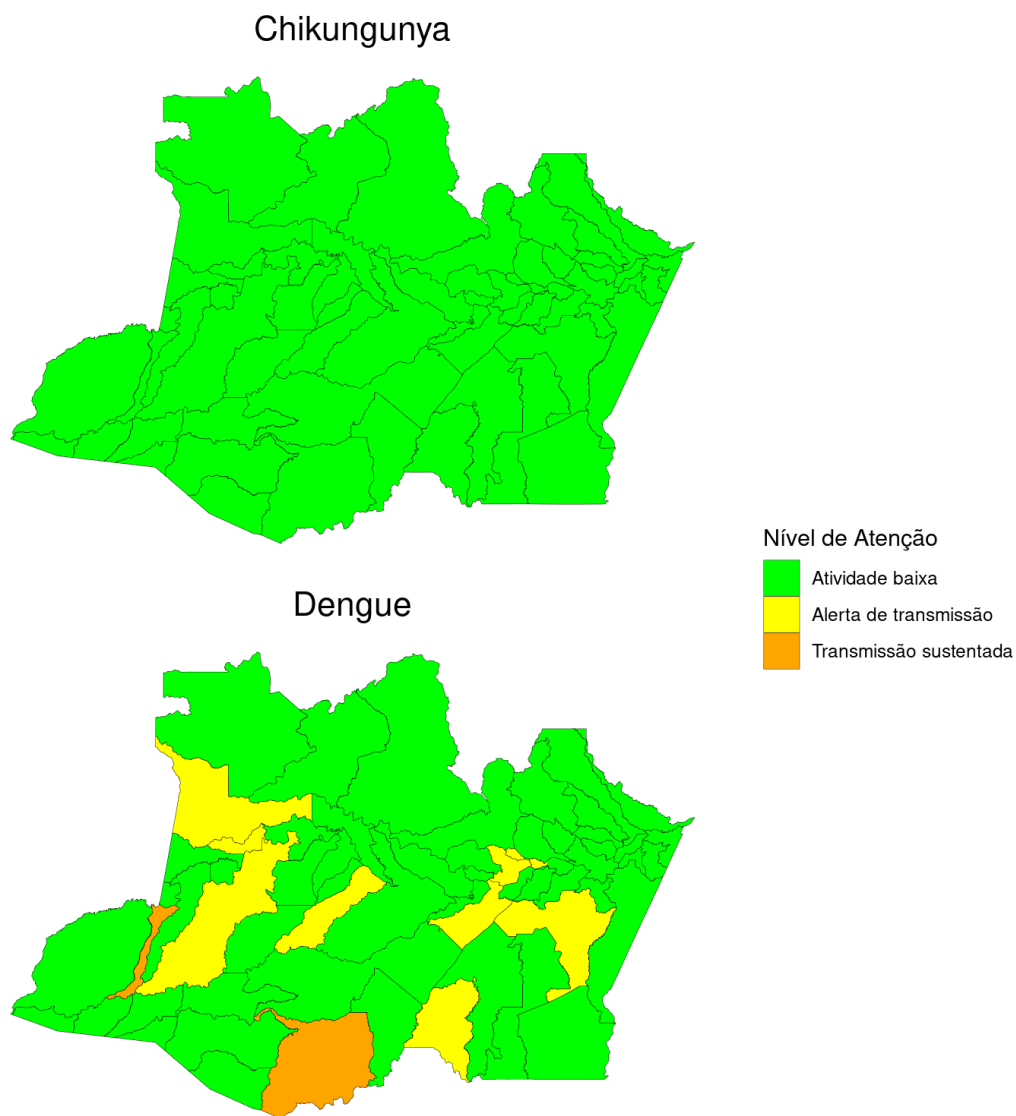 Chikungunya
Nível de Atenção
Atividade baixa
Alerta de transmissão
Transmissão sustentada
Dengue